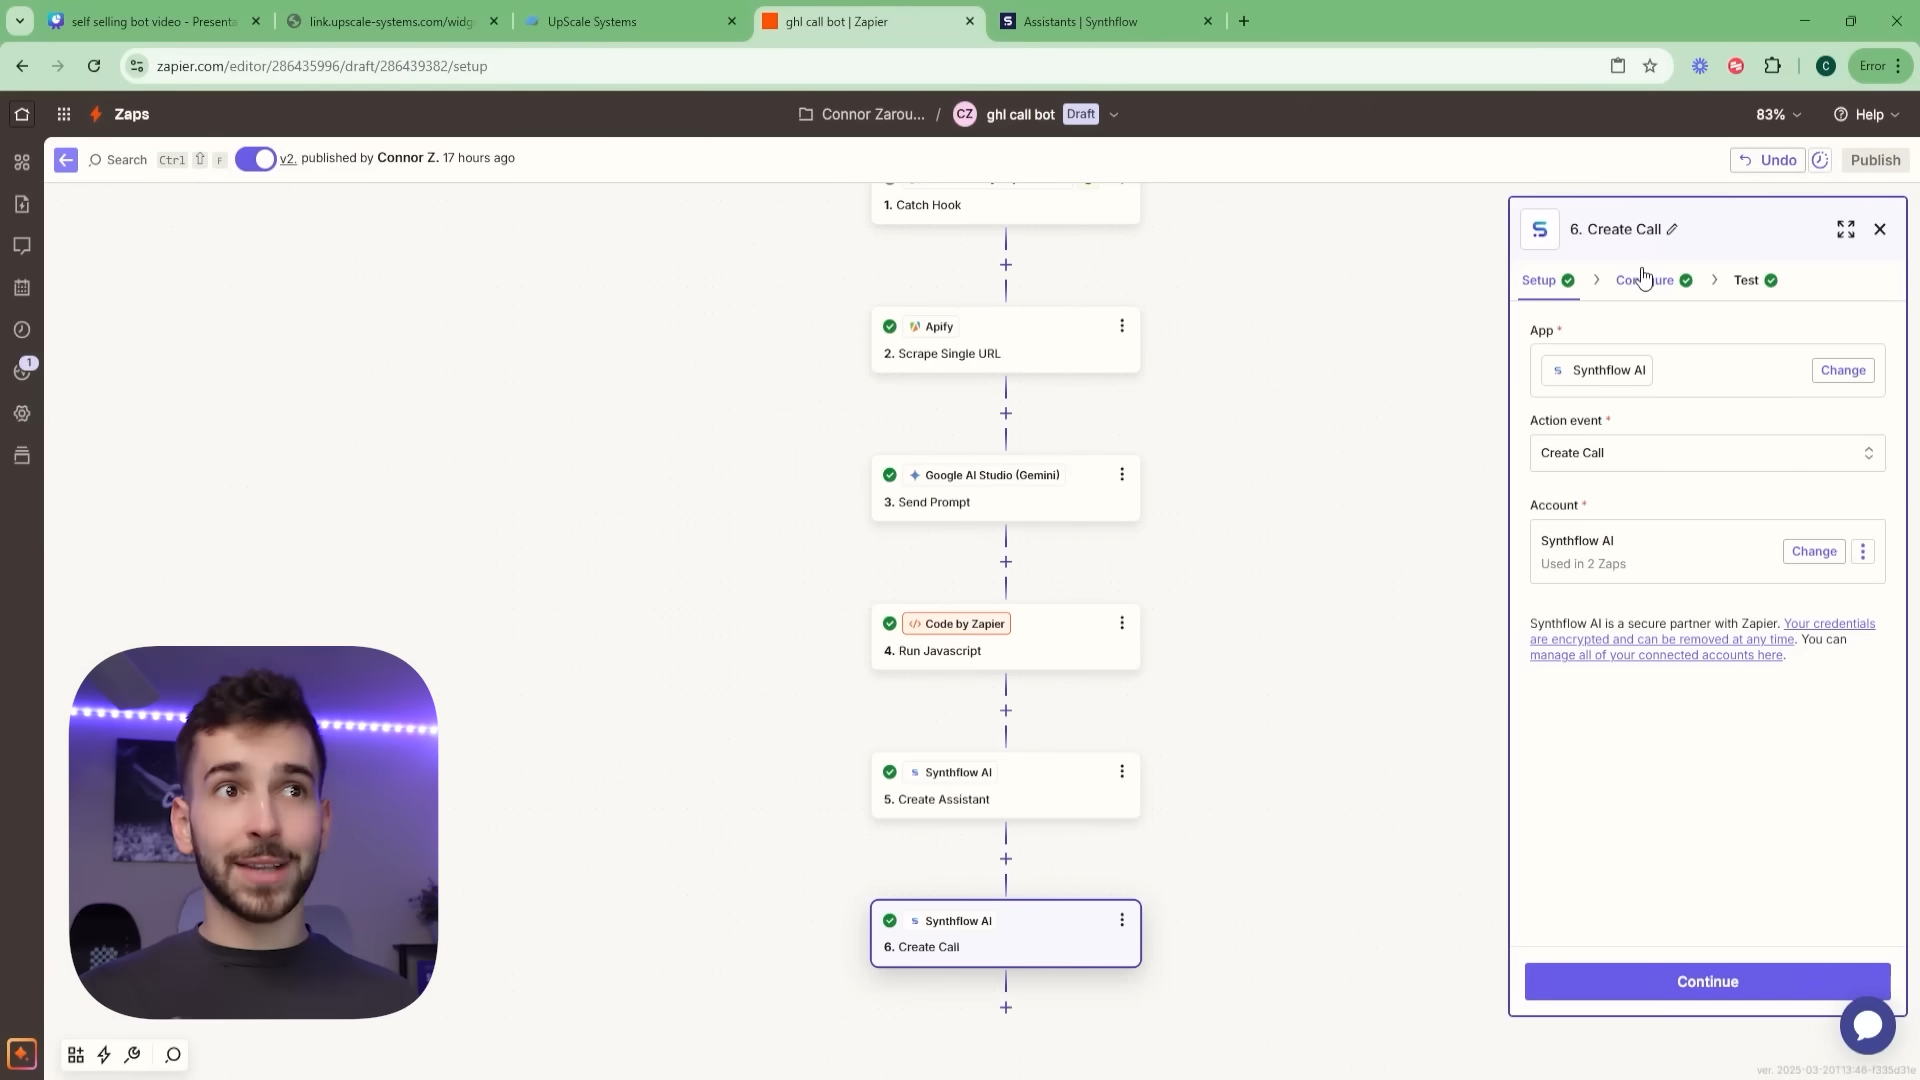 self selling bot video - Presenta
link.upscale-systems.com/widg
UpScale Systems
ghl call bot | Zapier
Assistants | Synthflow
zapier.com/editor/286435996/draft/286439382/setup
C
Error
Zaps
Connor Zarou... / CZ ghl call bot Draft
83%
Help
Search Ctrl F
v2. published by Connor Z. 17 hours ago
Undo
Publish
1. Catch Hook
Apify
2. Scrape Single URL
Google AI Studio (Gemini)
3. Send Prompt
Code by Zapier
4. Run Javascript
Synthflow AI
5. Create Assistant
Synthflow AI
6. Create Call
1
6. Create Call
Setup Configure Test
App *
Synthflow AI
Change
Action event *
Create Call
Account *
Synthflow AI
Used in 2 Zaps
Change
Synthflow AI is a secure partner with Zapier. Your credentials
are encrypted and can be removed at any time. You can
manage all of your connected accounts here.
Continue